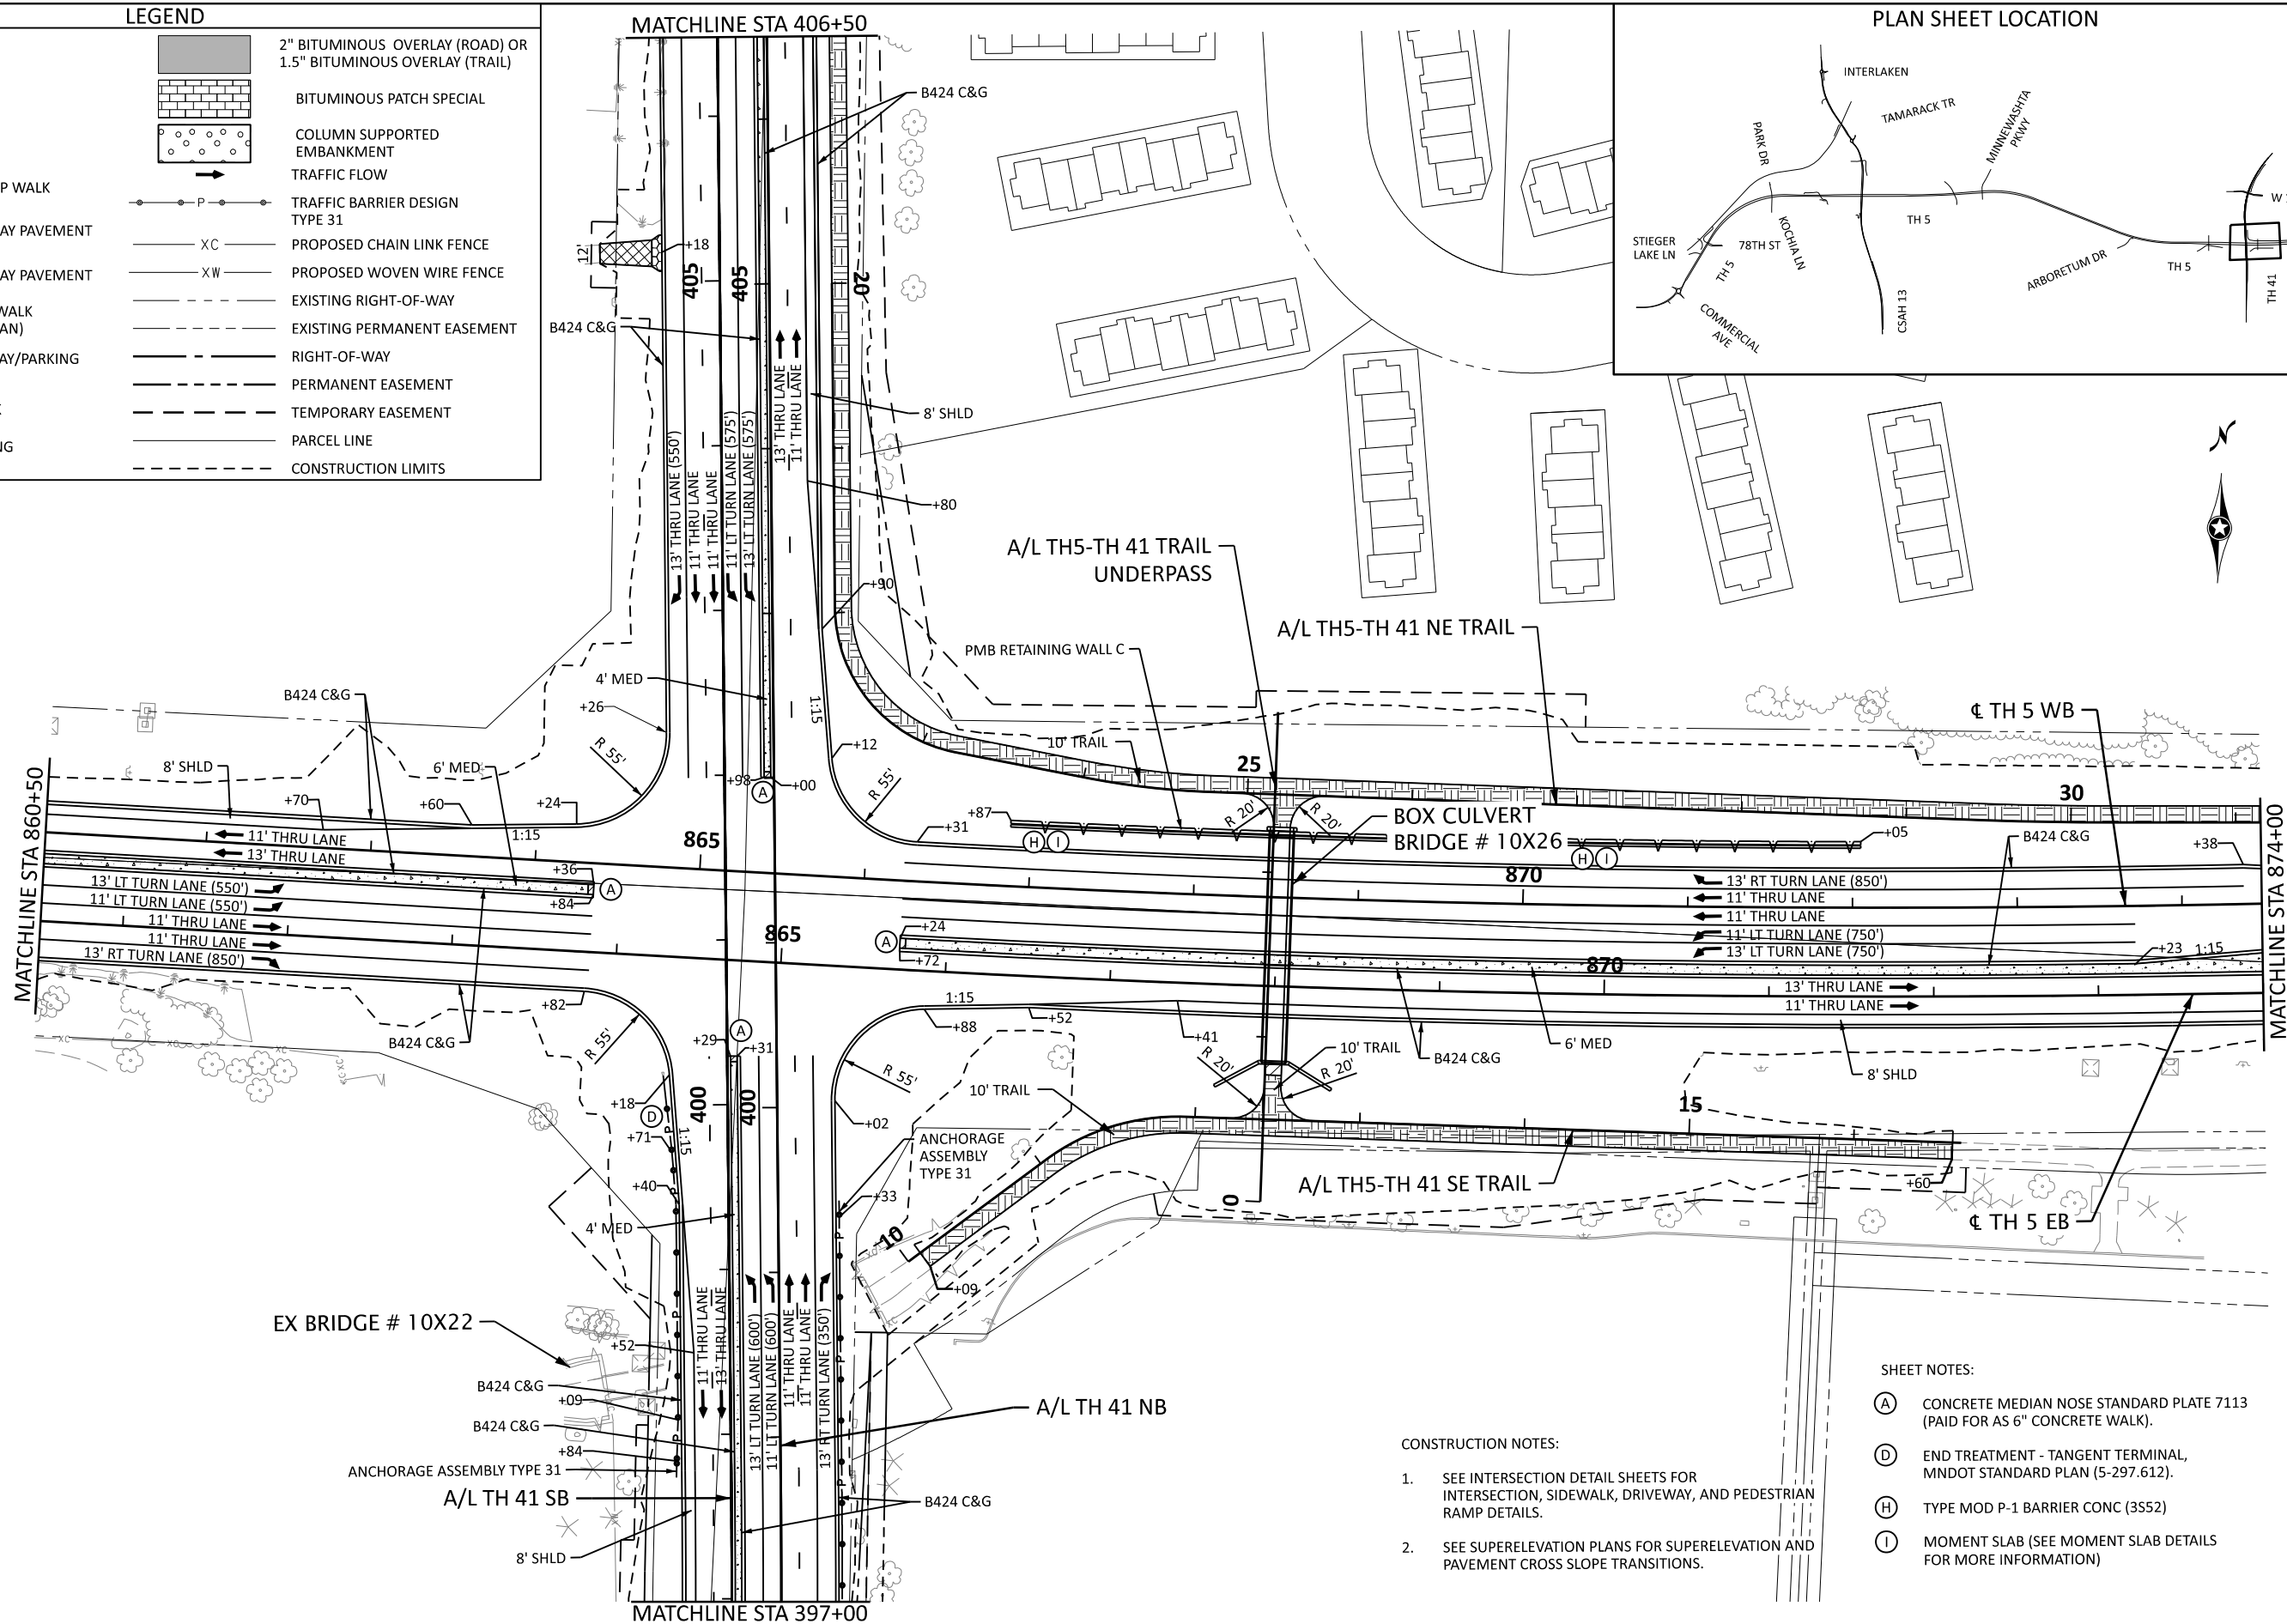 LEGEND
2" BITUMINOUS OVERLAY (ROAD) OR
1.5" BITUMINOUS OVERLAY (TRAIL)
BITUMINOUS PATCH SPECIAL
COLUMN SUPPORTED
EMBANKMENT
TRAFFIC FLOW
P WALK
P
TRAFFIC BARRIER DESIGN
TYPE 31
AY PAVEMENT
XC
PROPOSED CHAIN LINK FENCE
AY PAVEMENT
XW
PROPOSED WOVEN WIRE FENCE
EXISTING RIGHT-OF-WAY
WALK
AN)
EXISTING PERMANENT EASEMENT
AY/PARKING
RIGHT-OF-WAY
PERMANENT EASEMENT
TEMPORARY EASEMENT
NG
PARCEL LINE
CONSTRUCTION LIMITS
MATCHLINE STA 406+50
B424 C&G
12'
+18
405
405
20
B424 C&G
13' THRU LANE (550')
11' THRU LANE
11' THRU LANE
11' LT TURN LANE (575')
13' LT TURN LANE (575')
13' THRU LANE
11' THRU LANE
8' SHLD
+80
+90
4' MED
+26
1:15
+12
R 55'
R 55'
+98
A
+00
PLAN SHEET LOCATION
INTERLAKEN
TAMARACK TR
PARK DR
MINNEWASHTA
PKWY
KOCHIA LN
TH 5
STIEGER
LAKE LN
78TH ST
TH 5
COMMERCIAL
AVE
CSAH 13
ARBORETUM DR
TH 5
W
TH 41
N
A/L TH5-TH 41 TRAIL
UNDERPASS
A/L TH5-TH 41 NE TRAIL
PMB RETAINING WALL C
10' TRAIL
25
30
℄ TH 5 WB
MATCHLINE STA 860+50
B424 C&G
8' SHLD
6' MED
+70
+60
+24
1:15
11' THRU LANE
13' THRU LANE
+36
A
+84
13' LT TURN LANE (550')
11' LT TURN LANE (550')
11' THRU LANE
11' THRU LANE
13' RT TURN LANE (850')
865
865
B424 C&G
+82
R 55'
+87
+31
H
I
R 20'
R 20'
BOX CULVERT
BRIDGE # 10X26
H
I
+05
B424 C&G
+38
870
13' RT TURN LANE (850')
11' THRU LANE
11' THRU LANE
11' LT TURN LANE (750')
13' LT TURN LANE (750')
+24
A
+72
870
+23
1:15
13' THRU LANE
11' THRU LANE
MATCHLINE STA 874+00
1:15
+88
+52
+41
R 20'
R 20'
10' TRAIL
B424 C&G
6' MED
8' SHLD
10' TRAIL
15
R 55'
+02
A
+29
+31
400
400
+18
D
+71
1:15
P
+40
P
4' MED
ANCHORAGE
ASSEMBLY
TYPE 31
+33
P
10
+09
0
A/L TH5-TH 41 SE TRAIL
+60
℄ TH 5 EB
XC
XC
XC
EX BRIDGE # 10X22
+52
P
B424 C&G
+09
B424 C&G
P
+84
ANCHORAGE ASSEMBLY TYPE 31
A/L TH 41 SB
8' SHLD
11' THRU LANE
13' THRU LANE
13' LT TURN LANE (600')
11' LT TURN LANE (600')
11' THRU LANE
11' THRU LANE
13' RT TURN LANE (350')
P
P
A/L TH 41 NB
B424 C&G
MATCHLINE STA 397+00
CONSTRUCTION NOTES:
1. SEE INTERSECTION DETAIL SHEETS FOR
INTERSECTION, SIDEWALK, DRIVEWAY, AND PEDESTRIAN
RAMP DETAILS.
2. SEE SUPERELEVATION PLANS FOR SUPERELEVATION AND
PAVEMENT CROSS SLOPE TRANSITIONS.
SHEET NOTES:
A CONCRETE MEDIAN NOSE STANDARD PLATE 7113
(PAID FOR AS 6" CONCRETE WALK).
D END TREATMENT - TANGENT TERMINAL,
MNDOT STANDARD PLAN (5-297.612).
H TYPE MOD P-1 BARRIER CONC (3S52)
I MOMENT SLAB (SEE MOMENT SLAB DETAILS
FOR MORE INFORMATION)